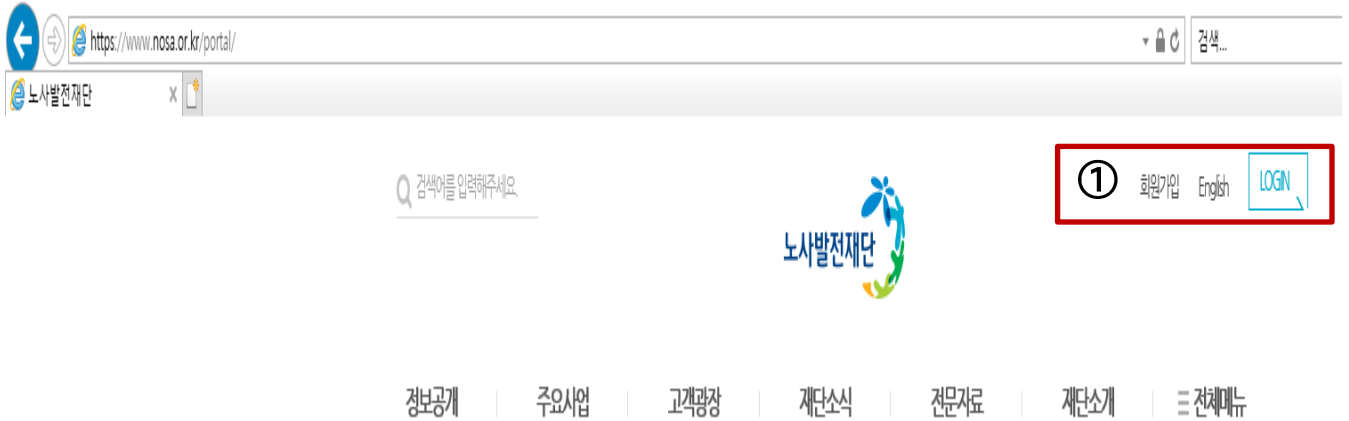 https://www.nosa.or.kr/portal/ 검색...
노사발전재단
검색어를 입력해주세요. ① 회원가입 English LOGIN
노사발전재단
정보공개 주요사업 고객광장 재단소식 전문자료 재단소개 전체메뉴